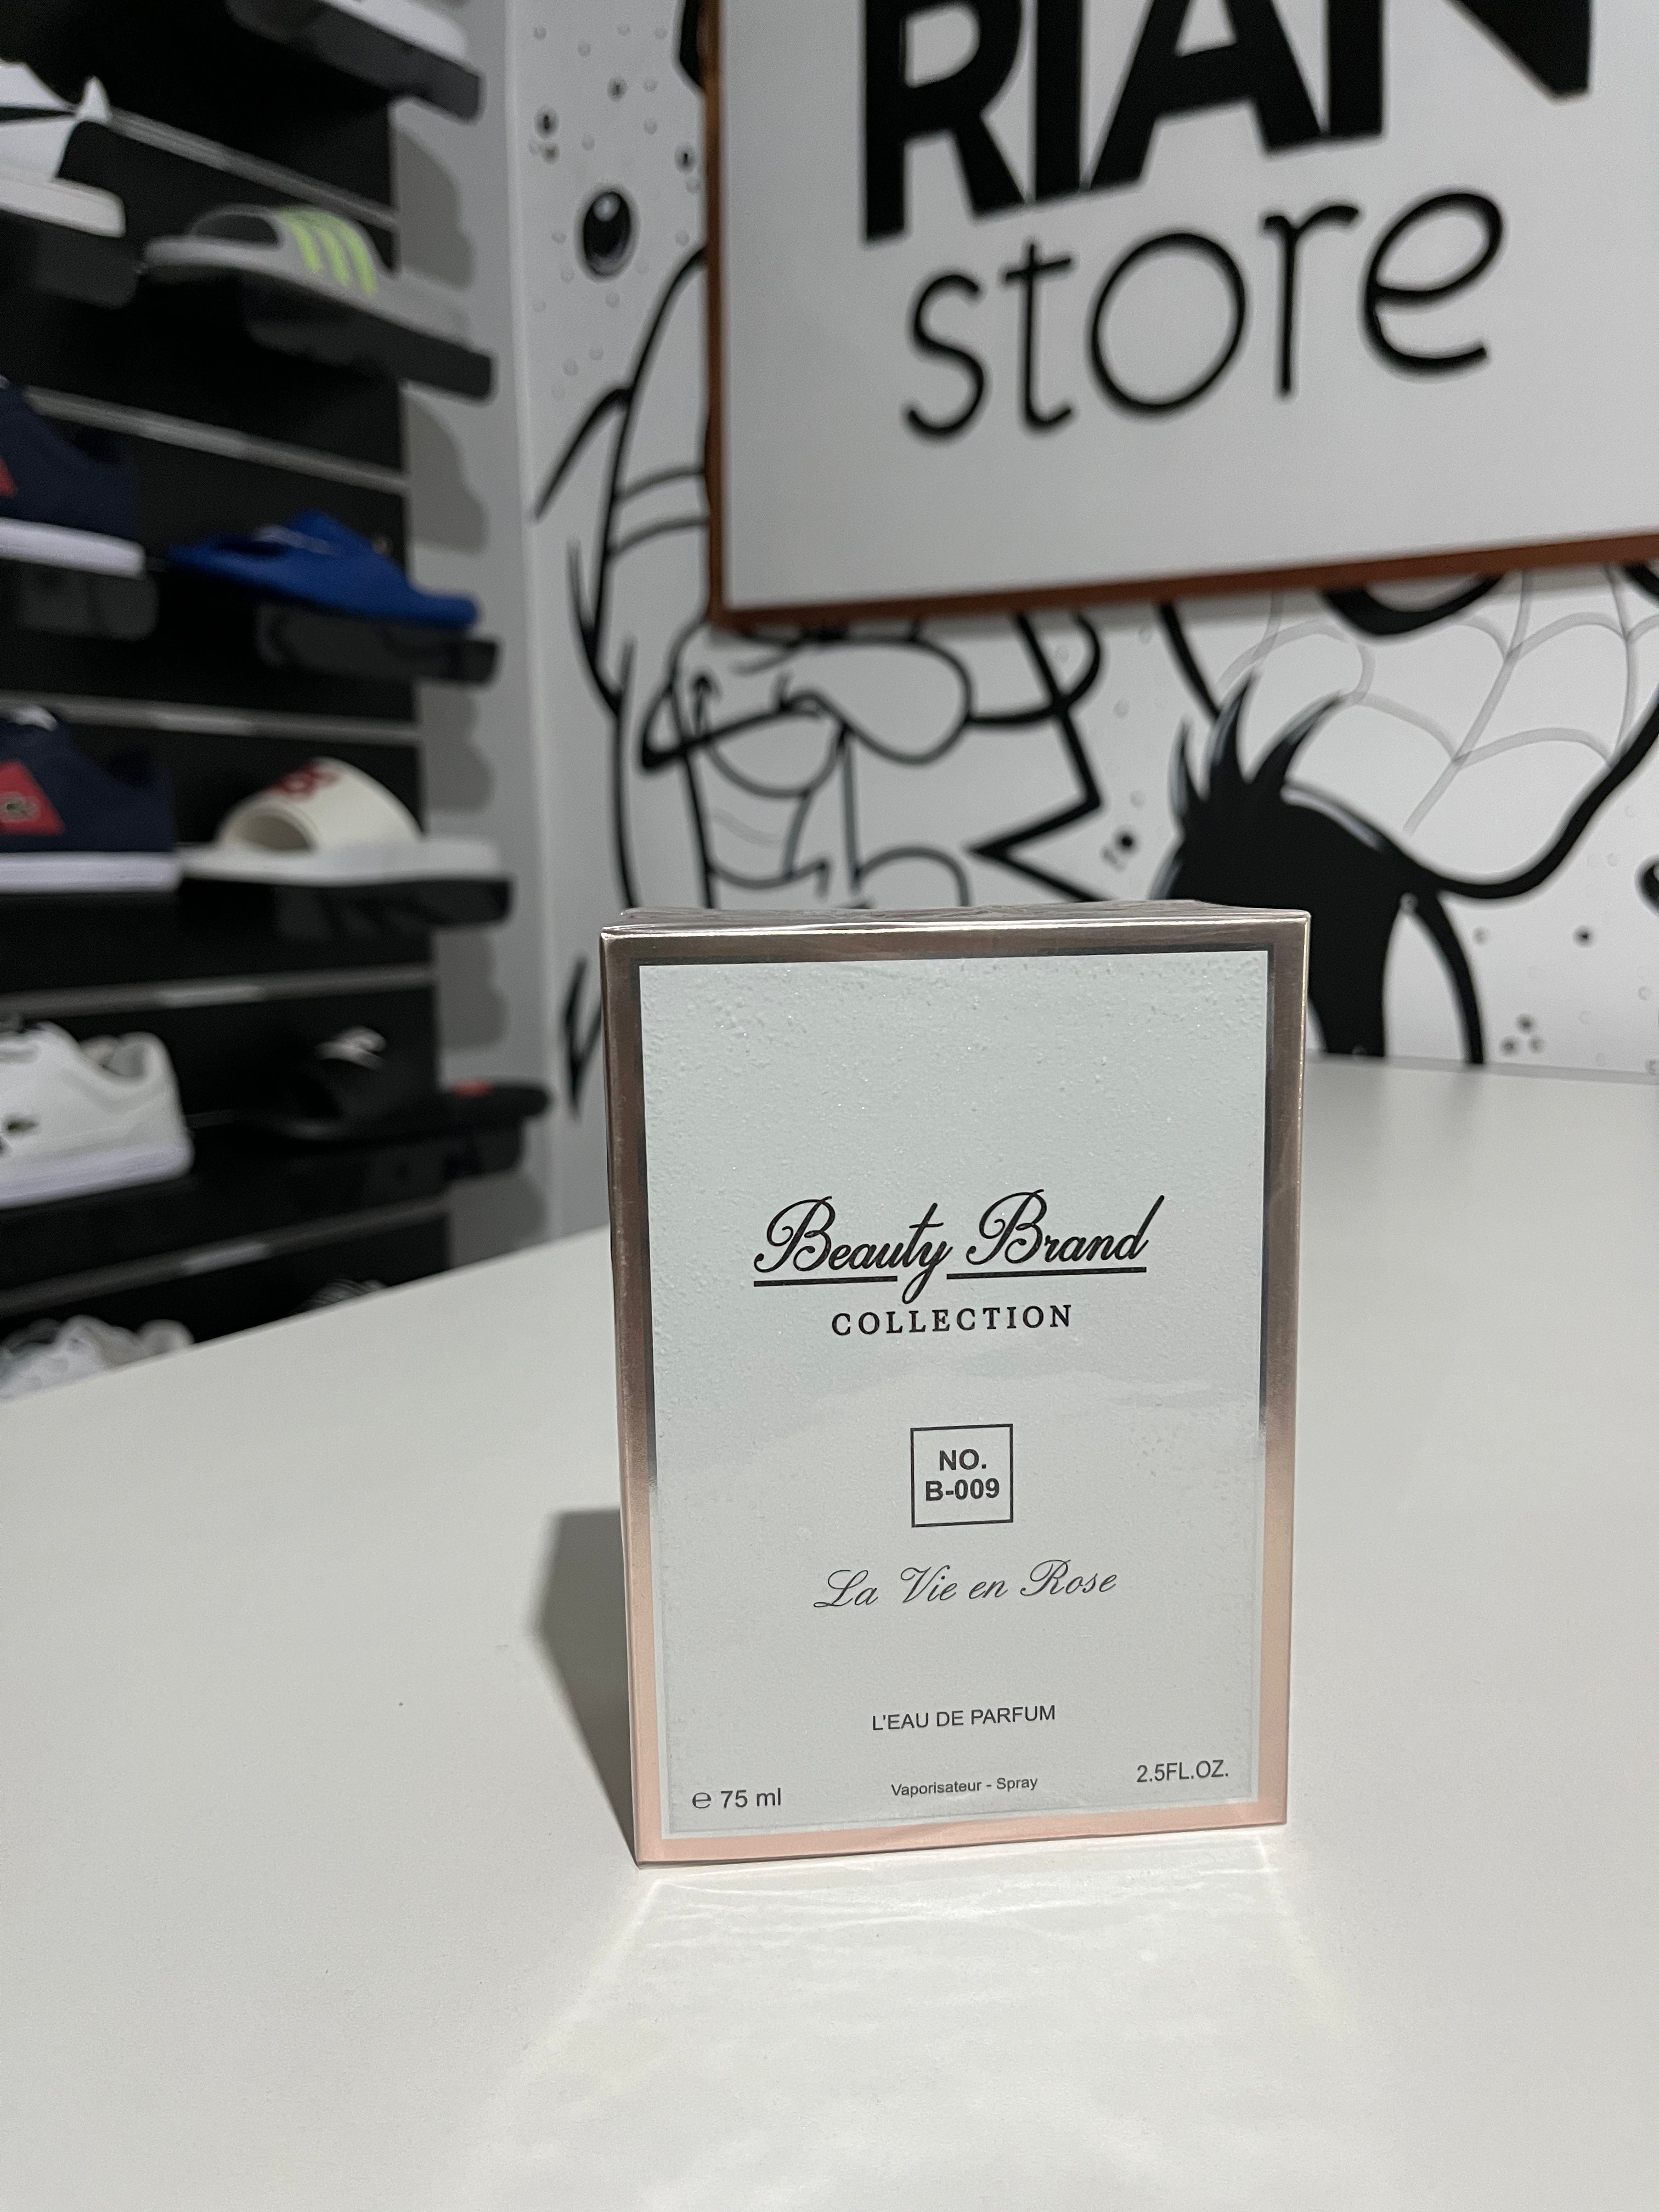 RIAN
store
Beauty Brand
COLLECTION
NO.
B-009
La Vie en Rose
L'EAU DE PARFUM
℮ 75 ml
Vaporisateur - Spray
2.5FL.OZ.